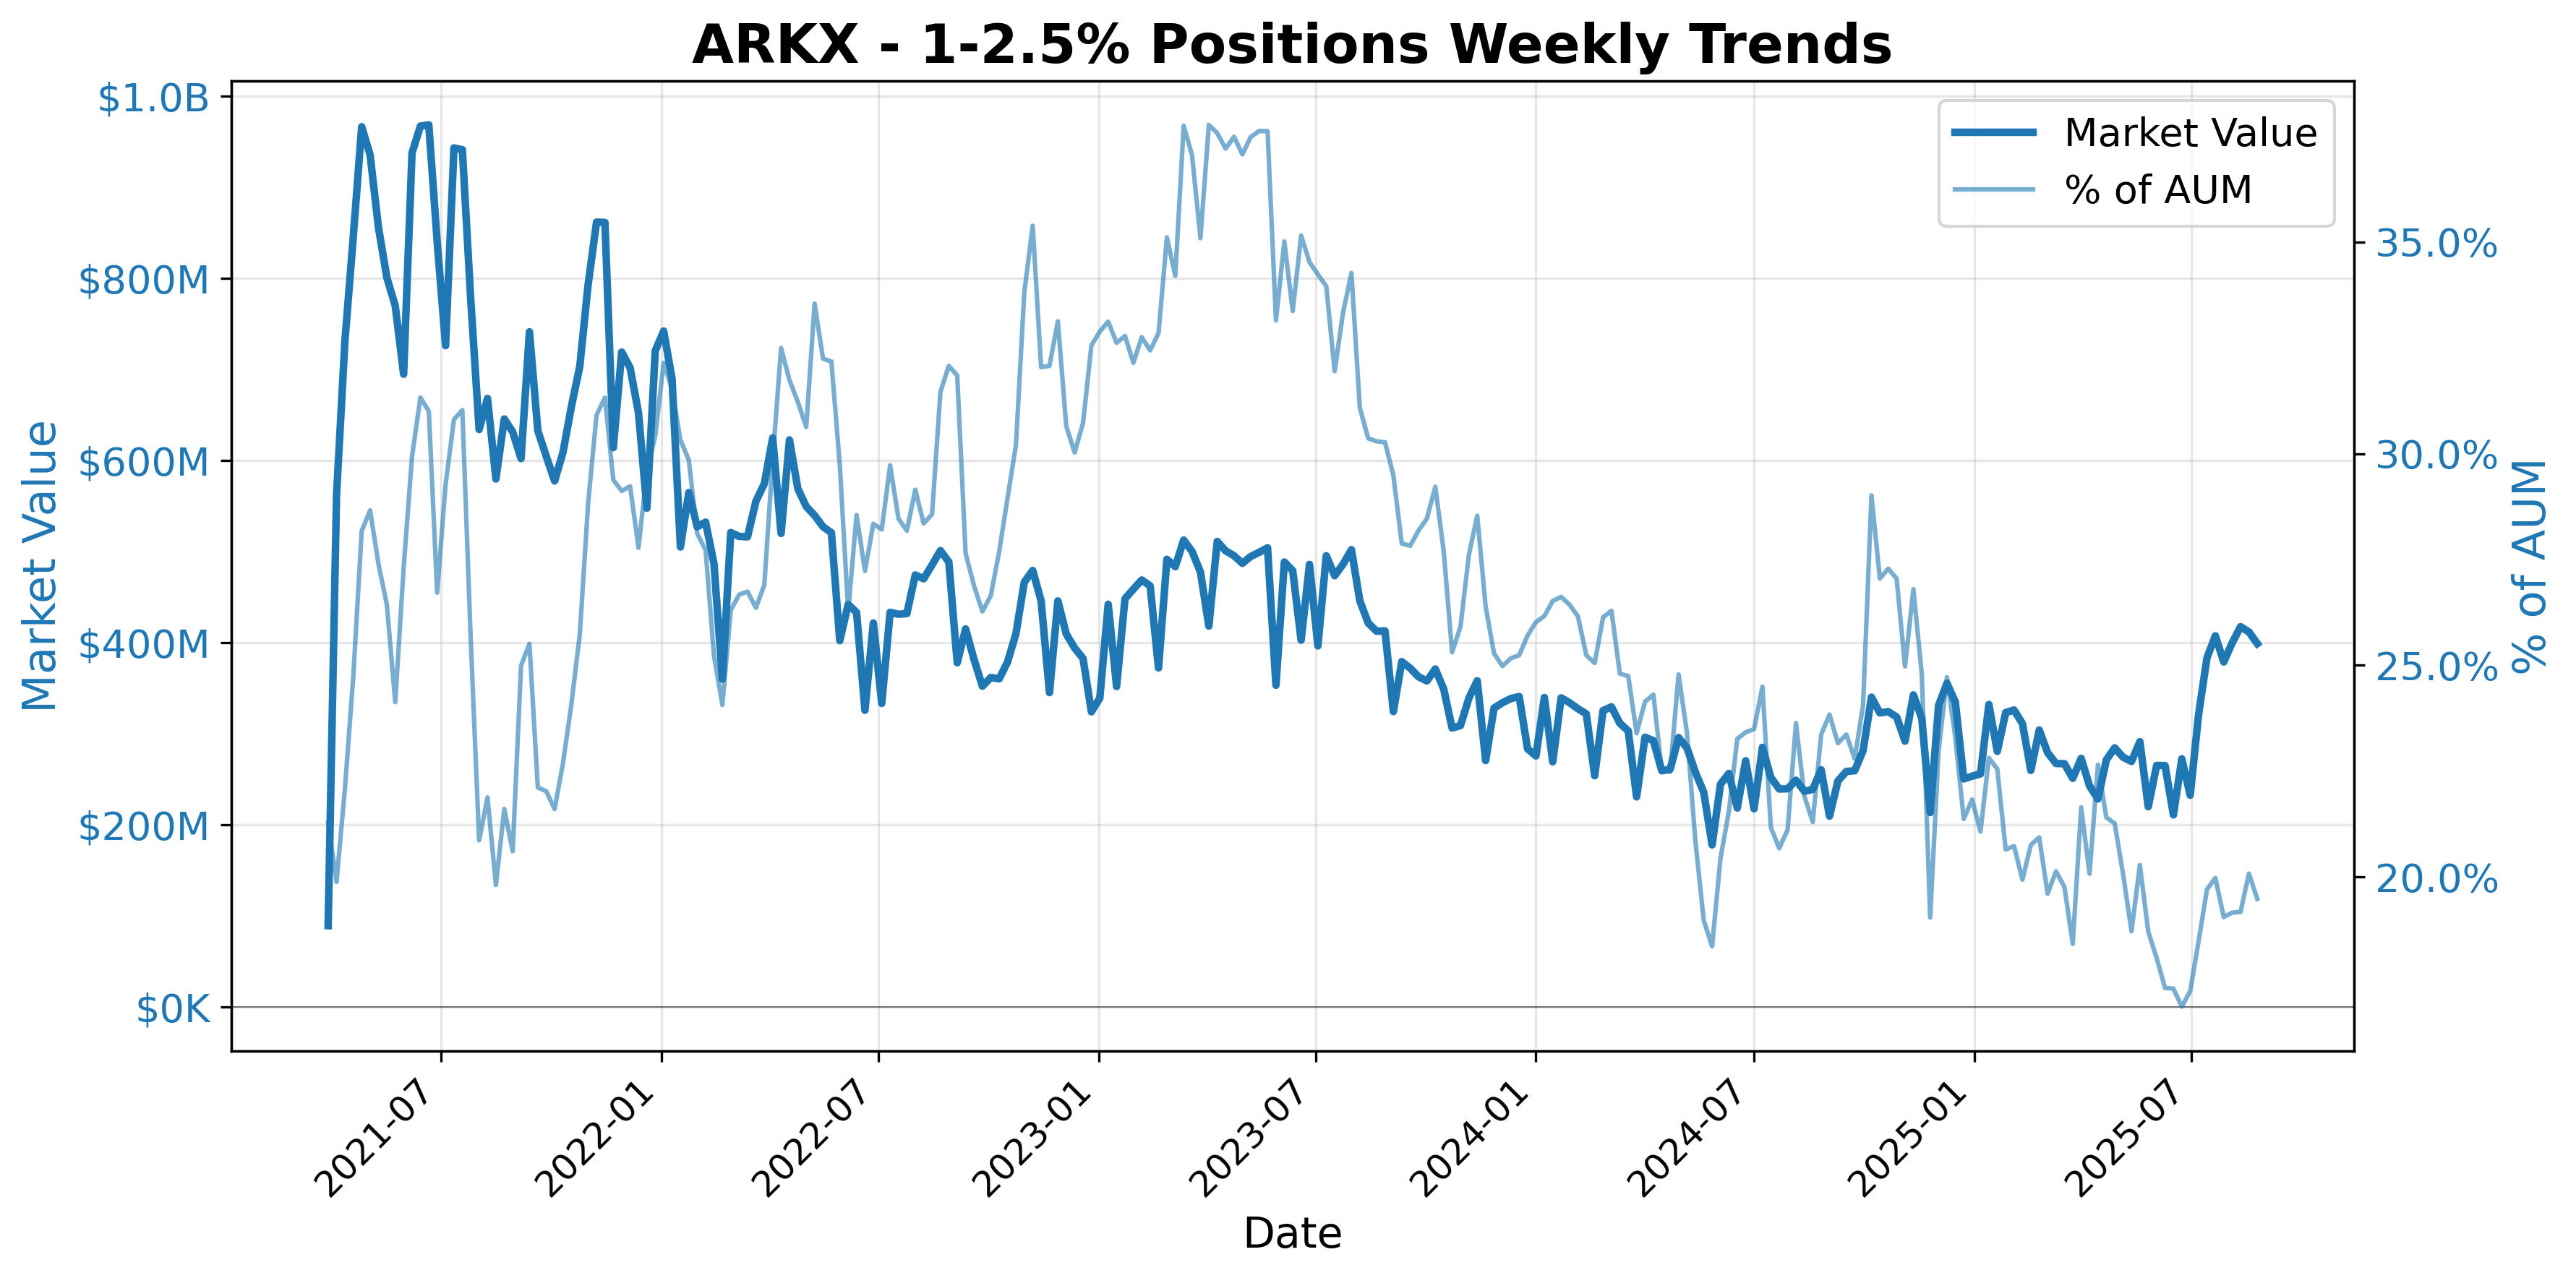 ARKX - 1-2.5% Positions Weekly Trends
$1.0B
$800M
$600M
$400M
$200M
$0K
Market Value
Market Value
% of AUM
35.0%
30.0%
25.0%
20.0%
% of AUM
2021-07
2022-01
2022-07
2023-01
2023-07
2024-01
2024-07
2025-01
2025-07
Date